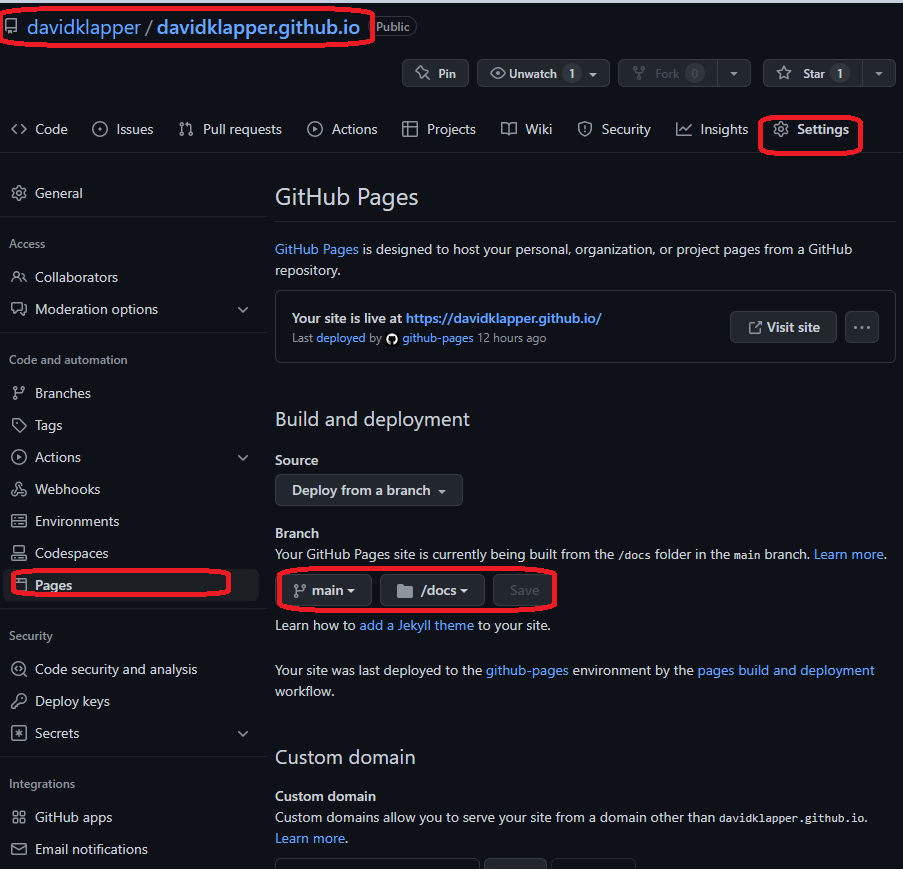 davidklapper / davidklapper.github.io Public
Pin Unwatch 1 Fork 0 Star 1
Code Issues Pull requests Actions Projects Wiki Security Insights Settings
General
Access
Collaborators
Moderation options
Code and automation
Branches
Tags
Actions
Webhooks
Environments
Codespaces
Pages
Security
Code security and analysis
Deploy keys
Secrets
Integrations
GitHub apps
Email notifications
GitHub Pages
GitHub Pages is designed to host your personal, organization, or project pages from a GitHub
repository.
Your site is live at https://davidklapper.github.io/
Last deployed by github-pages 12 hours ago
Visit site
Build and deployment
Source
Deploy from a branch
Branch
Your GitHub Pages site is currently being built from the /docs folder in the main branch. Learn more.
main /docs Save
Learn how to add a Jekyll theme to your site.
Your site was last deployed to the github-pages environment by the pages build and deployment
workflow.
Custom domain
Custom domain
Custom domains allow you to serve your site from a domain other than davidklapper.github.io.
Learn more.